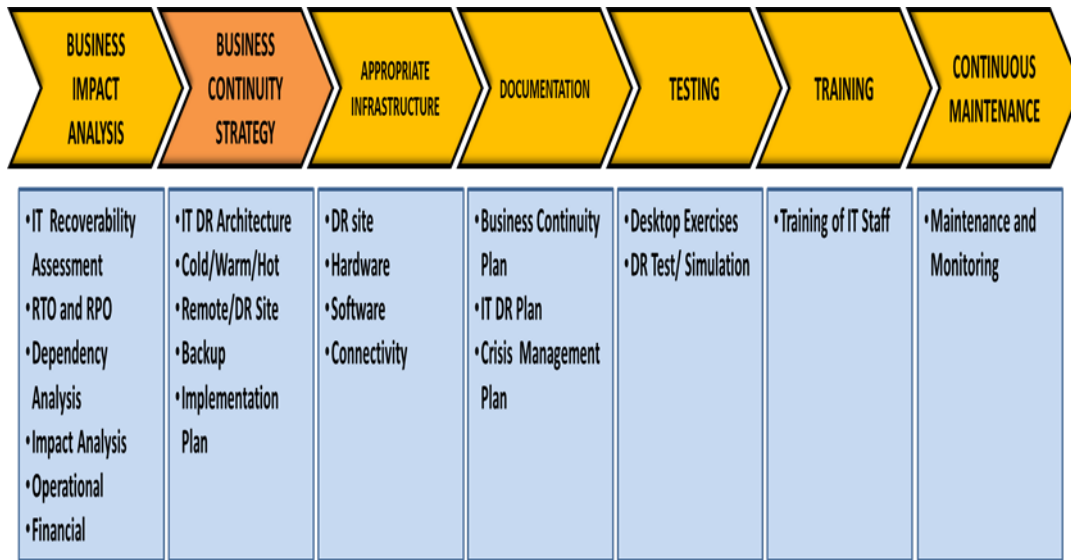 BUSINESS
IMPACT
ANALYSIS
BUSINESS
CONTINUITY
STRATEGY
APPROPRIATE
INFRASTRUCTURE
DOCUMENTATION
TESTING
TRAINING
CONTINUOUS
MAINTENANCE
•IT Recoverability
Assessment
•RTO and RPO
•Dependency
Analysis
•Impact Analysis
•Operational
•Financial
•IT DR Architecture
•Cold/Warm/Hot
•Remote/DR Site
•Backup
•Implementation
Plan
•DR site
•Hardware
•Software
•Connectivity
•Business Continuity
Plan
•IT DR Plan
•Crisis Management
Plan
•Desktop Exercises
•DR Test/ Simulation
•Training of IT Staff
•Maintenance and
Monitoring